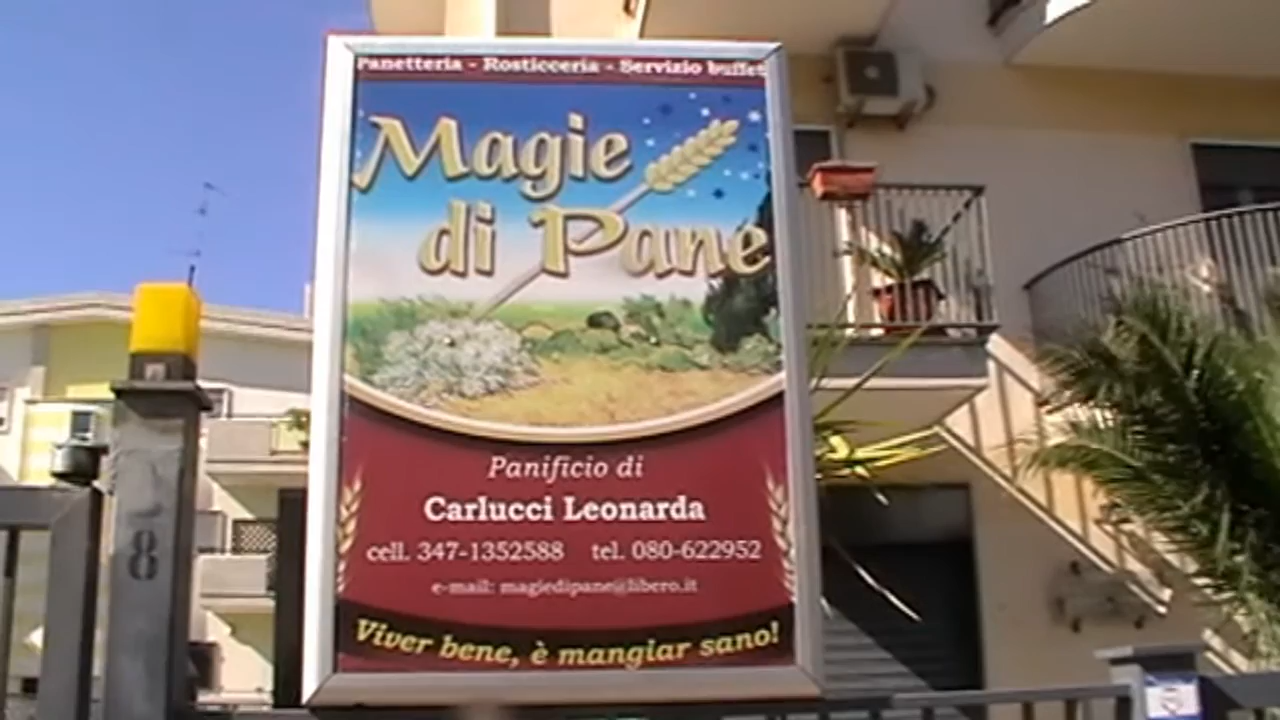 Panetteria - Rosticceria - Servizio buffet
Magie
di Pane
Panificio di
Carlucci Leonarda
cell. 347-1352588 tel. 080-622952
e-mail: magiedipane@libero.it
Viver bene, è mangiar sano!
8